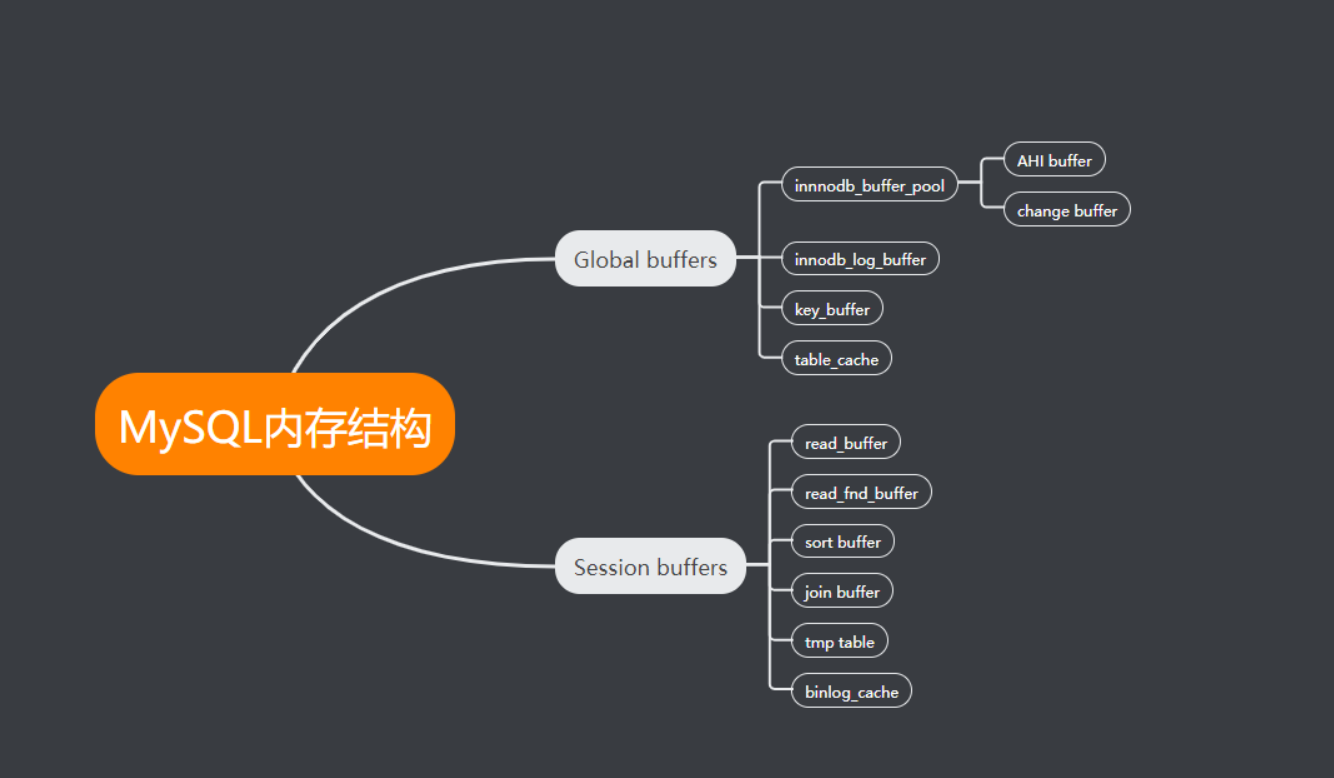 MySQL内存结构
Global buffers
innnodb_buffer_pool
AHI buffer
change buffer
innodb_log_buffer
key_buffer
table_cache
Session buffers
read_buffer
read_fnd_buffer
sort buffer
join buffer
tmp table
binlog_cache